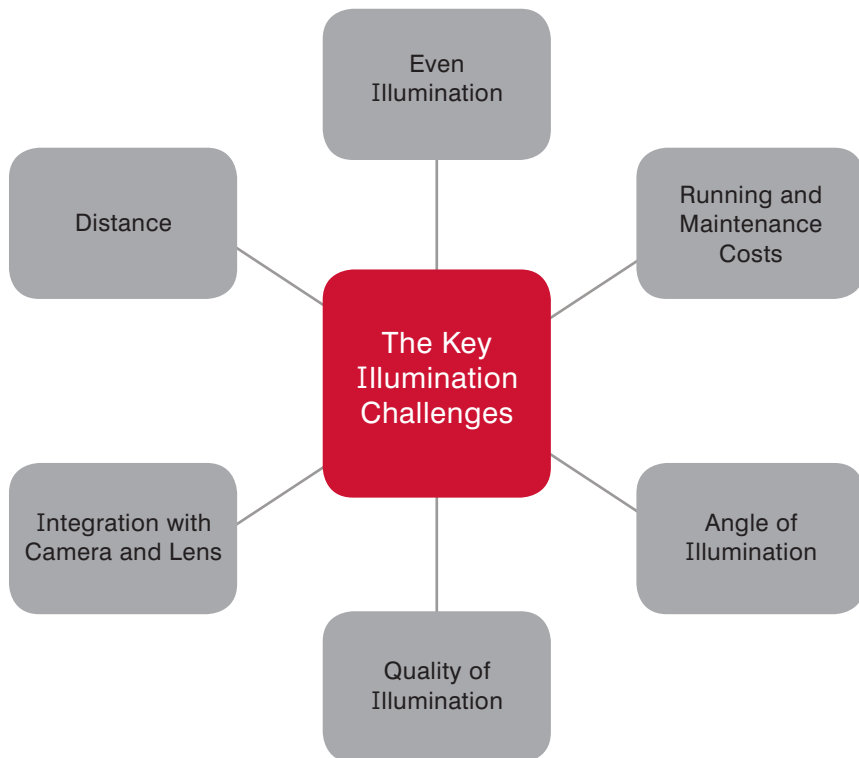 Even
Illumination
Distance
Running and
Maintenance
Costs
The Key
Illumination
Challenges
Integration with
Camera and Lens
Angle of
Illumination
Quality of
Illumination